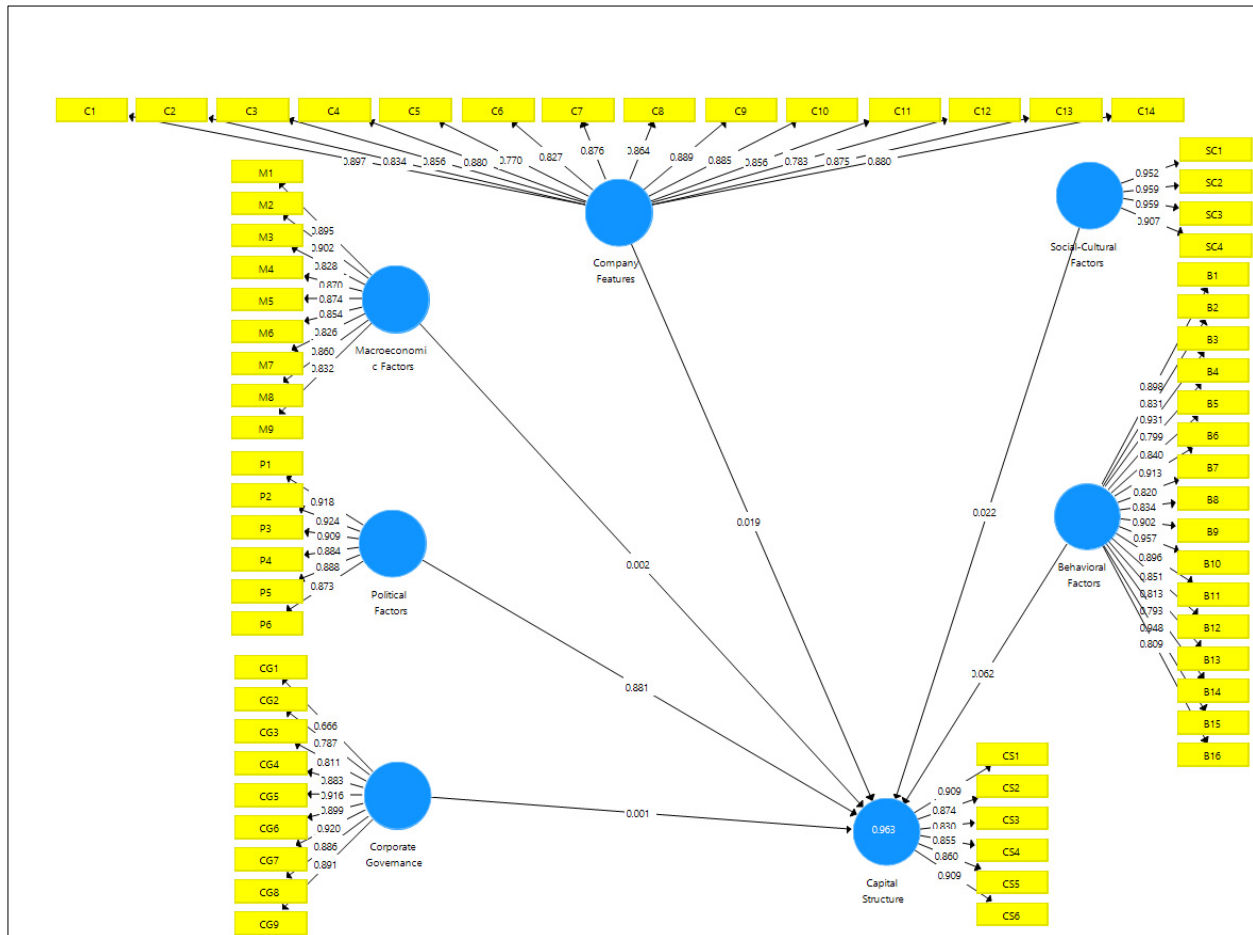 C1 C2 C3 C4 C5 C6 C7 C8 C9 C10 C11 C12 C13 C14
0.897 0.834 0.856 0.880 0.770 0.827 0.876 0.864 0.889 0.885 0.856 0.783 0.875 0.880
Company
Features
SC1
SC2
SC3
SC4
0.952
0.959
0.959
0.907
Social-Cultural
Factors
M1
M2
M3
M4
M5
M6
M7
M8
M9
0.895
0.902
0.828
0.870
0.874
0.854
0.826
0.860
0.832
Macroeconomi
c Factors
B1
B2
B3
B4
B5
B6
B7
B8
B9
B10
B11
B12
B13
B14
B15
B16
0.898
0.831
0.931
0.799
0.840
0.913
0.820
0.834
0.902
0.957
0.896
0.851
0.813
0.793
0.948
0.809
Behavioral
Factors
P1
P2
P3
P4
P5
P6
0.918
0.924
0.909
0.884
0.888
0.873
Political
Factors
0.019
0.022
0.002
0.881
0.062
0.001
CG1
CG2
CG3
CG4
CG5
CG6
CG7
CG8
CG9
0.666
0.787
0.811
0.883
0.916
0.899
0.920
0.886
0.891
Corporate
Governance
0.963
Capital
Structure
CS1
CS2
CS3
CS4
CS5
CS6
0.909
0.874
0.830
0.855
0.860
0.909